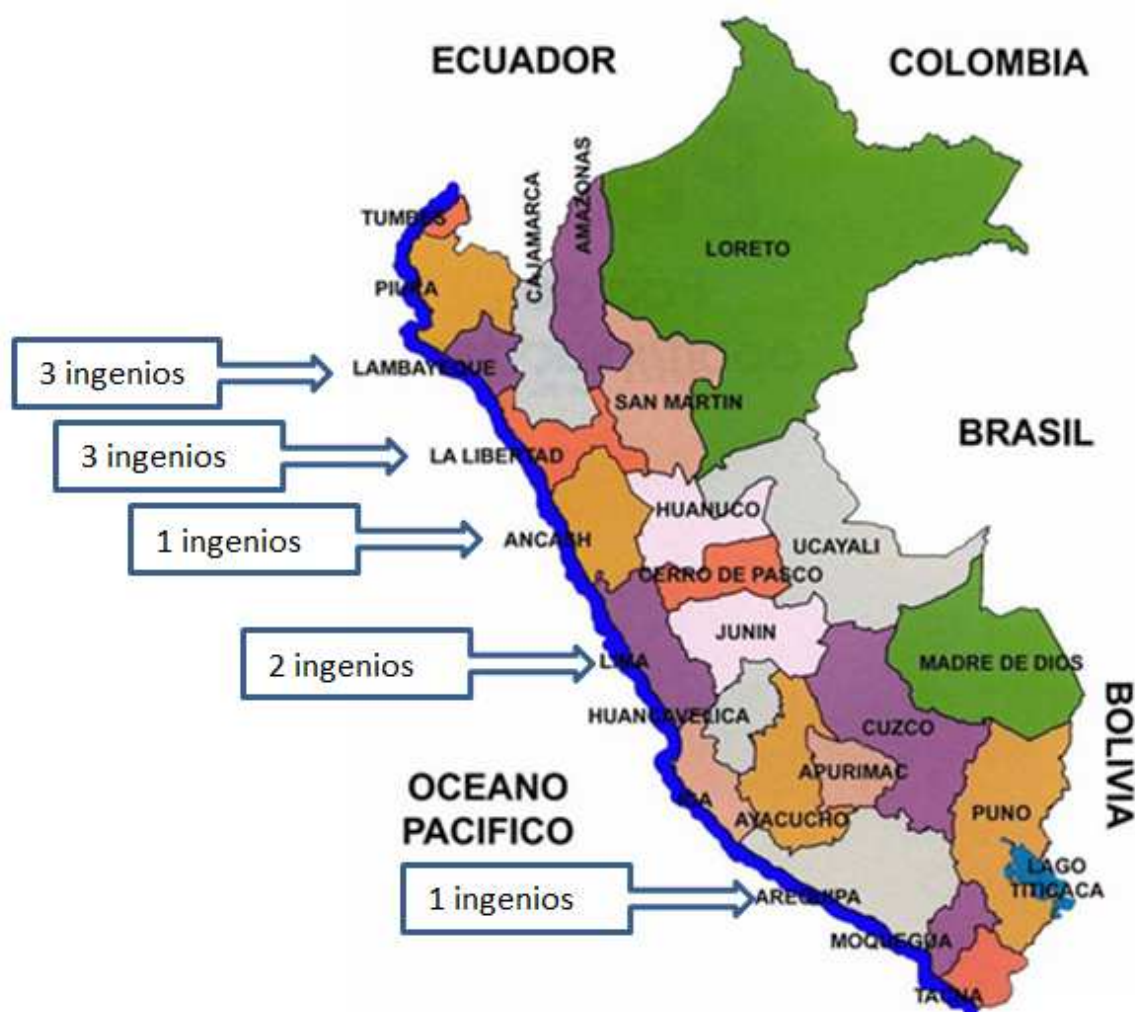 ECUADOR
COLOMBIA
CAJAMARCA
AMAZONAS
TUMBES
LORETO
PIURA
3 ingenios
LAMBAYEQUE
SAN MARTIN
BRASIL
3 ingenios
LA LIBERTAD
HUANUCO
1 ingenios
ANCASH
UCAYALI
CERRO DE PASCO
JUNIN
2 ingenios
LIMA
MADRE DE DIOS
BOLIVIA
HUANCAVELICA
CUZCO
APURIMAC
OCEANO
PACIFICO
ICA
AYACUCHO
PUNO
LAGO
TITICACA
1 ingenios
AREQUIPA
MOQUEGUA
TACNA